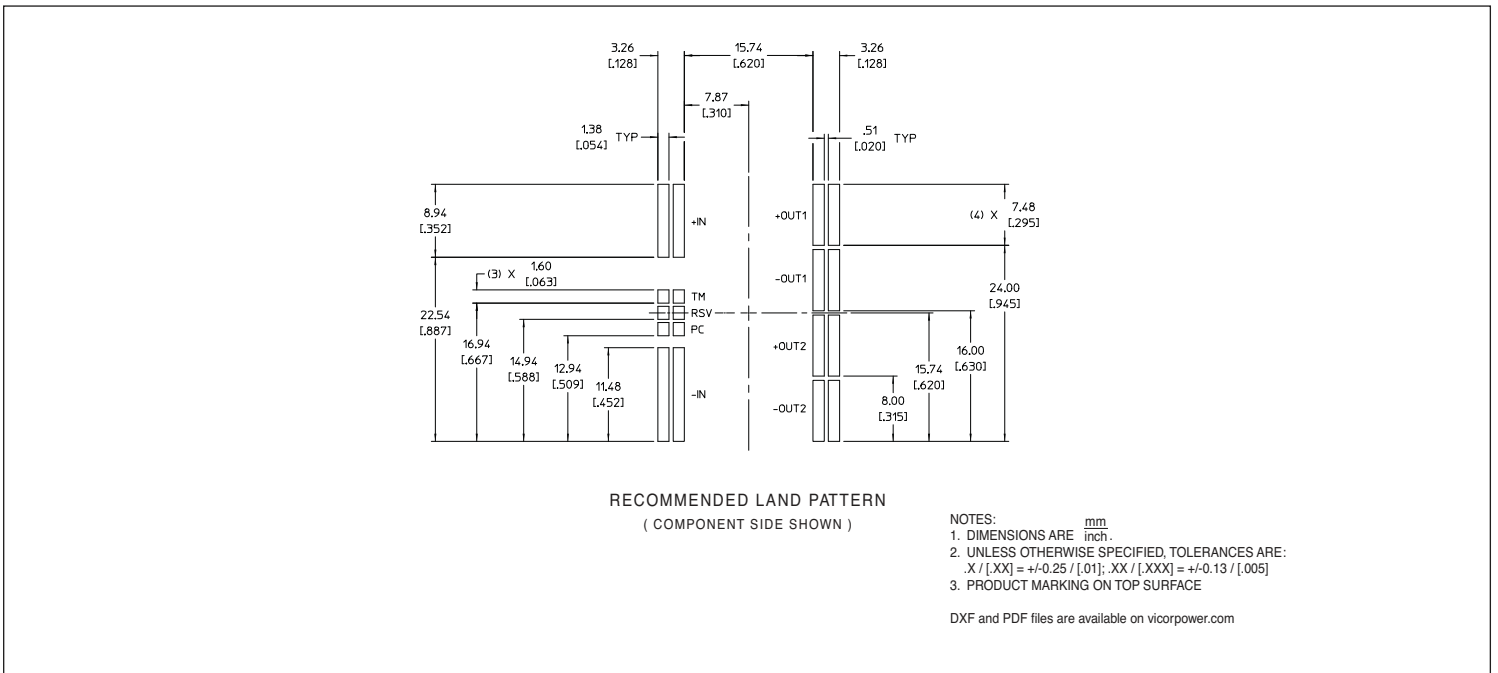 3.26
[.128]
15.74
[.620]
3.26
[.128]
7.87
[.310]
1.38
[.054]
TYP
.51
[.020]
TYP
8.94
[.352]
+IN
+OUT1
(4) X 7.48
[.295]
(3) X 1.60
[.063]
-OUT1
TM
RSV
PC
24.00
[.945]
22.54
[.887]
16.94
[.667]
14.94
[.588]
12.94
[.509]
11.48
[.452]
-IN
+OUT2
-OUT2
16.00
[.630]
15.74
[.620]
8.00
[.315]
RECOMMENDED LAND PATTERN
( COMPONENT SIDE SHOWN )
NOTES:
1. DIMENSIONS ARE mm/inch.
2. UNLESS OTHERWISE SPECIFIED, TOLERANCES ARE:
.X / [.XX] = +/-0.25 / [.01]; .XX / [.XXX] = +/-0.13 / [.005]
3. PRODUCT MARKING ON TOP SURFACE
DXF and PDF files are available on vicorpower.com